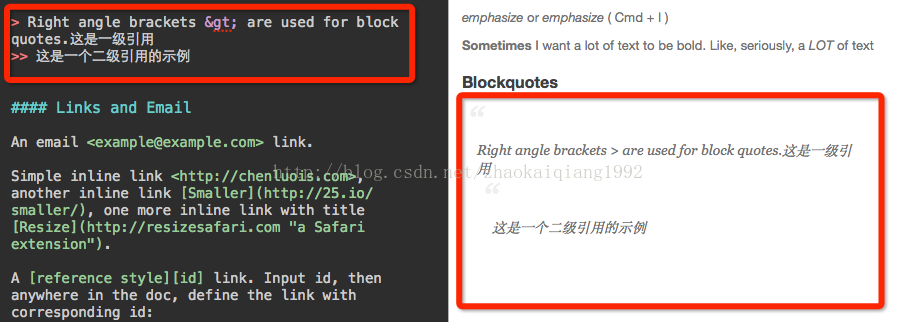 > Right angle brackets &gt; are used for block
quotes.这是一级引用
>> 这是一个二级引用的示例
#### Links and Email
An email <example@example.com> link.
Simple inline link <http://chenluois.com>,
another inline link [Smaller](http://25.io/
smaller/), one more inline link with title
[Resize](http://resizesafari.com "a Safari
extension").
A [reference style][id] link. Input id, then
anywhere in the doc, define the link with
corresponding id:
emphasize or emphasize ( Cmd + I )
Sometimes I want a lot of text to be bold. Like, seriously, a LOT of text
Blockquotes
“
Right angle brackets > are used for block quotes.这是一级引
用
“
这是一个二级引用的示例
http://blog.csdn.net/zhaokaiqiang1992